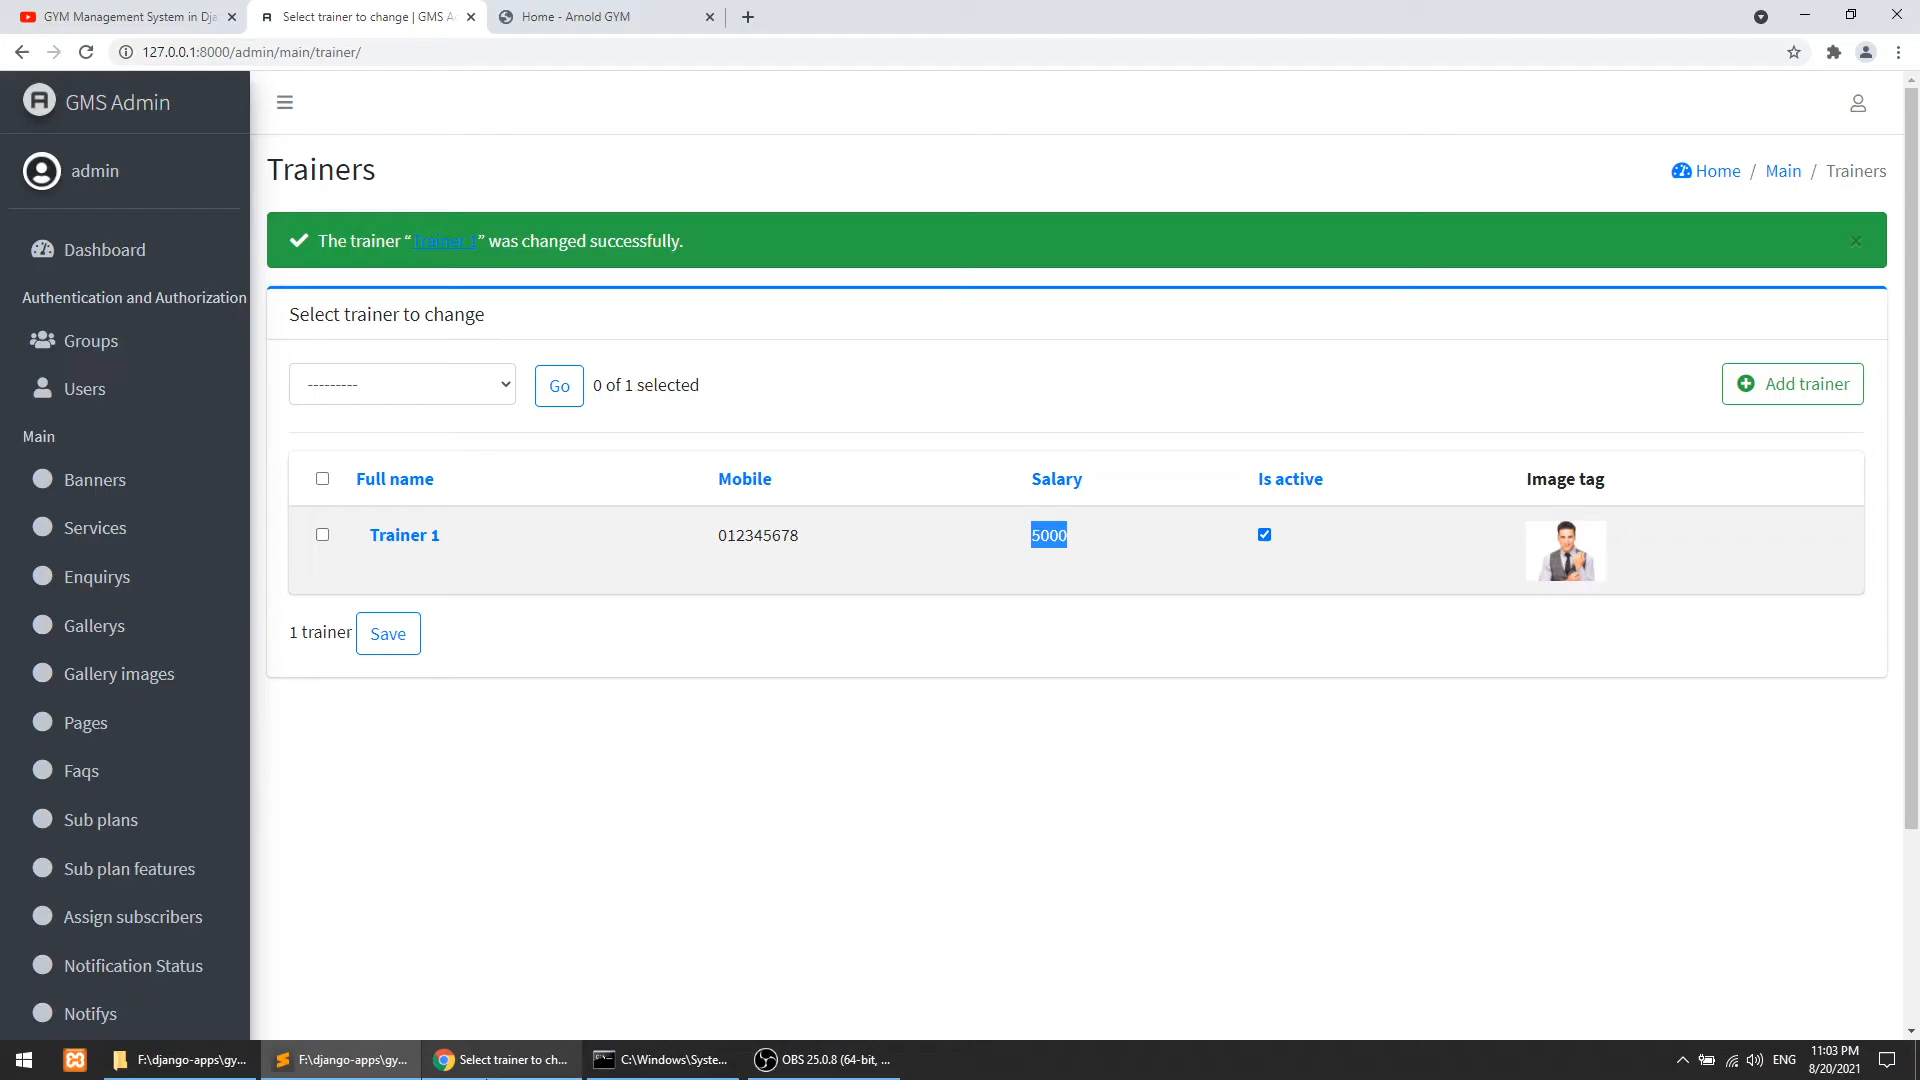 GYM Management System in Dja
Select trainer to change | GMS A
Home - Arnold GYM
127.0.0.1:8000/admin/main/trainer/
GMS Admin
admin
Trainers
Home / Main / Trainers
The trainer “Trainer 1” was changed successfully.
Dashboard
Authentication and Authorization
Groups
Users
Main
Banners
Services
Enquirys
Gallerys
Gallery images
Pages
Faqs
Sub plans
Sub plan features
Assign subscribers
Notification Status
Notifys
Select trainer to change
---------
Go
0 of 1 selected
Add trainer
Full name Mobile Salary Is active Image tag
Trainer 1 012345678 5000
1 trainer
Save
F:\django-apps\gy...
F:\django-apps\gy...
Select trainer to ch...
C:\Windows\Syste...
OBS 25.0.8 (64-bit, ...
ENG
11:03 PM
8/20/2021